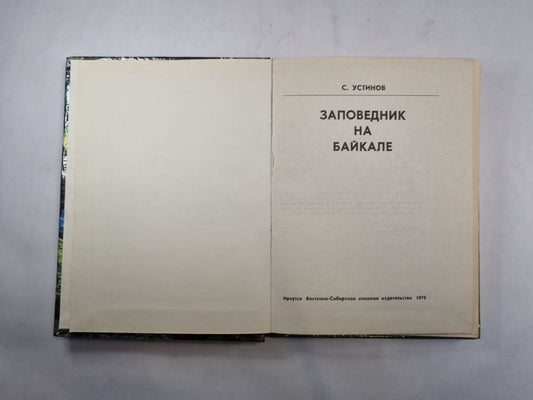 С. УСТИНОВ
ЗАПОВЕДНИК
НА
БАЙКАЛЕ
Иркутск Восточно-Сибирское книжное издательство 1979